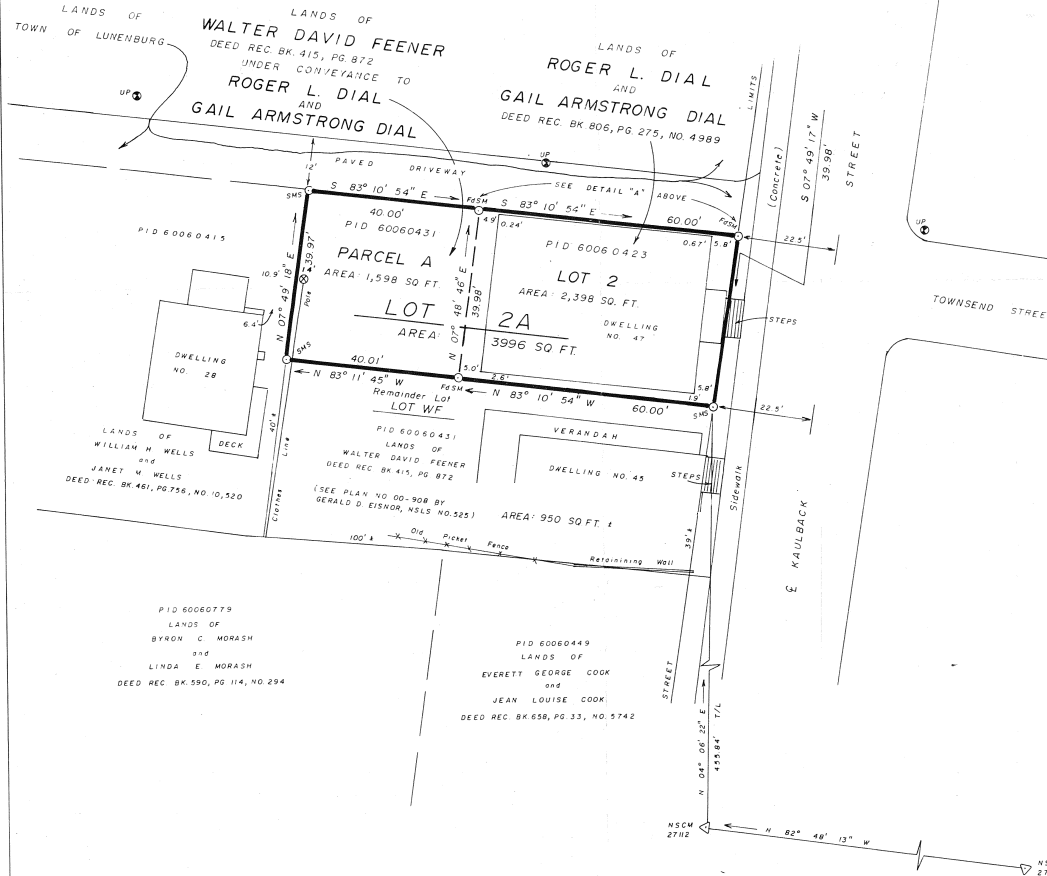 LANDS OF
TOWN OF LUNENBURG
LANDS OF
WALTER DAVID FEENER
DEED REC. BK. 415, PG. 872
UNDER CONVEYANCE TO
ROGER L. DIAL
AND
GAIL ARMSTRONG DIAL
LANDS OF
ROGER L. DIAL
AND
GAIL ARMSTRONG DIAL
DEED REC. BK. 806, PG. 275, NO. 4989
LIMITS
(Concrete)
S 07° 49' 17" W
39.98'
STREET
UP
UP
UP
12'
PAVED DRIVEWAY
SEE DETAIL "A" ABOVE
SMS
S 83° 10' 54" E
FdSM
S 83° 10' 54" E
FdSM
40.00'
4.9'
0.24'
60.00'
0.67'
5.8'
22.5'
PID 60060415
PID 60060431
PARCEL A
AREA: 1,598 SQ. FT.
PID 60060423
LOT 2
AREA: 2,398 SQ. FT.
LOT 2A
AREA: 3996 SQ. FT.
DWELLING
NO. 47
STEPS
TOWNSEND STREE
N 07° 49' 18" E
39.97'
10.9'
Pole
6.4'
N 07° 48' 46" E
39.98'
DWELLING
NO. 28
DECK
SMS
40.01'
N 83° 11' 45" W
FdSM
5.0'
2.6'
N 83° 10' 54" W
60.00'
5.8'
1.9'
SMS
22.5'
Remainder Lot
LOT WF
PID 60060431
LANDS OF
WALTER DAVID FEENER
DEED REC. BK. 415, PG. 872
(SEE PLAN NO. 00-908 BY
GERALD D. EISNOR, NSLS NO. 525)
VERANDAH
DWELLING NO. 45
STEPS
AREA: 950 SQ. FT. ±
LANDS OF
WILLIAM H. WELLS
and
JANET M. WELLS
DEED REC. BK. 461, PG. 756, NO. 10,520
40' ±
Clothes Line
100' ±
Old Picket Fence
Retainining Wall
39' ±
Sidewalk
℄ KAULBACK
STREET
PID 60060779
LANDS OF
BYRON C. MORASH
and
LINDA E. MORASH
DEED REC. BK. 590, PG. 114, NO. 294
PID 60060449
LANDS OF
EVERETT GEORGE COOK
and
JEAN LOUISE COOK
DEED REC. BK. 658, PG. 33, NO. 5742
N 04° 06' 22" E
455.84' T/L
NSCM
27112
N 82° 48' 13" W
NS
27